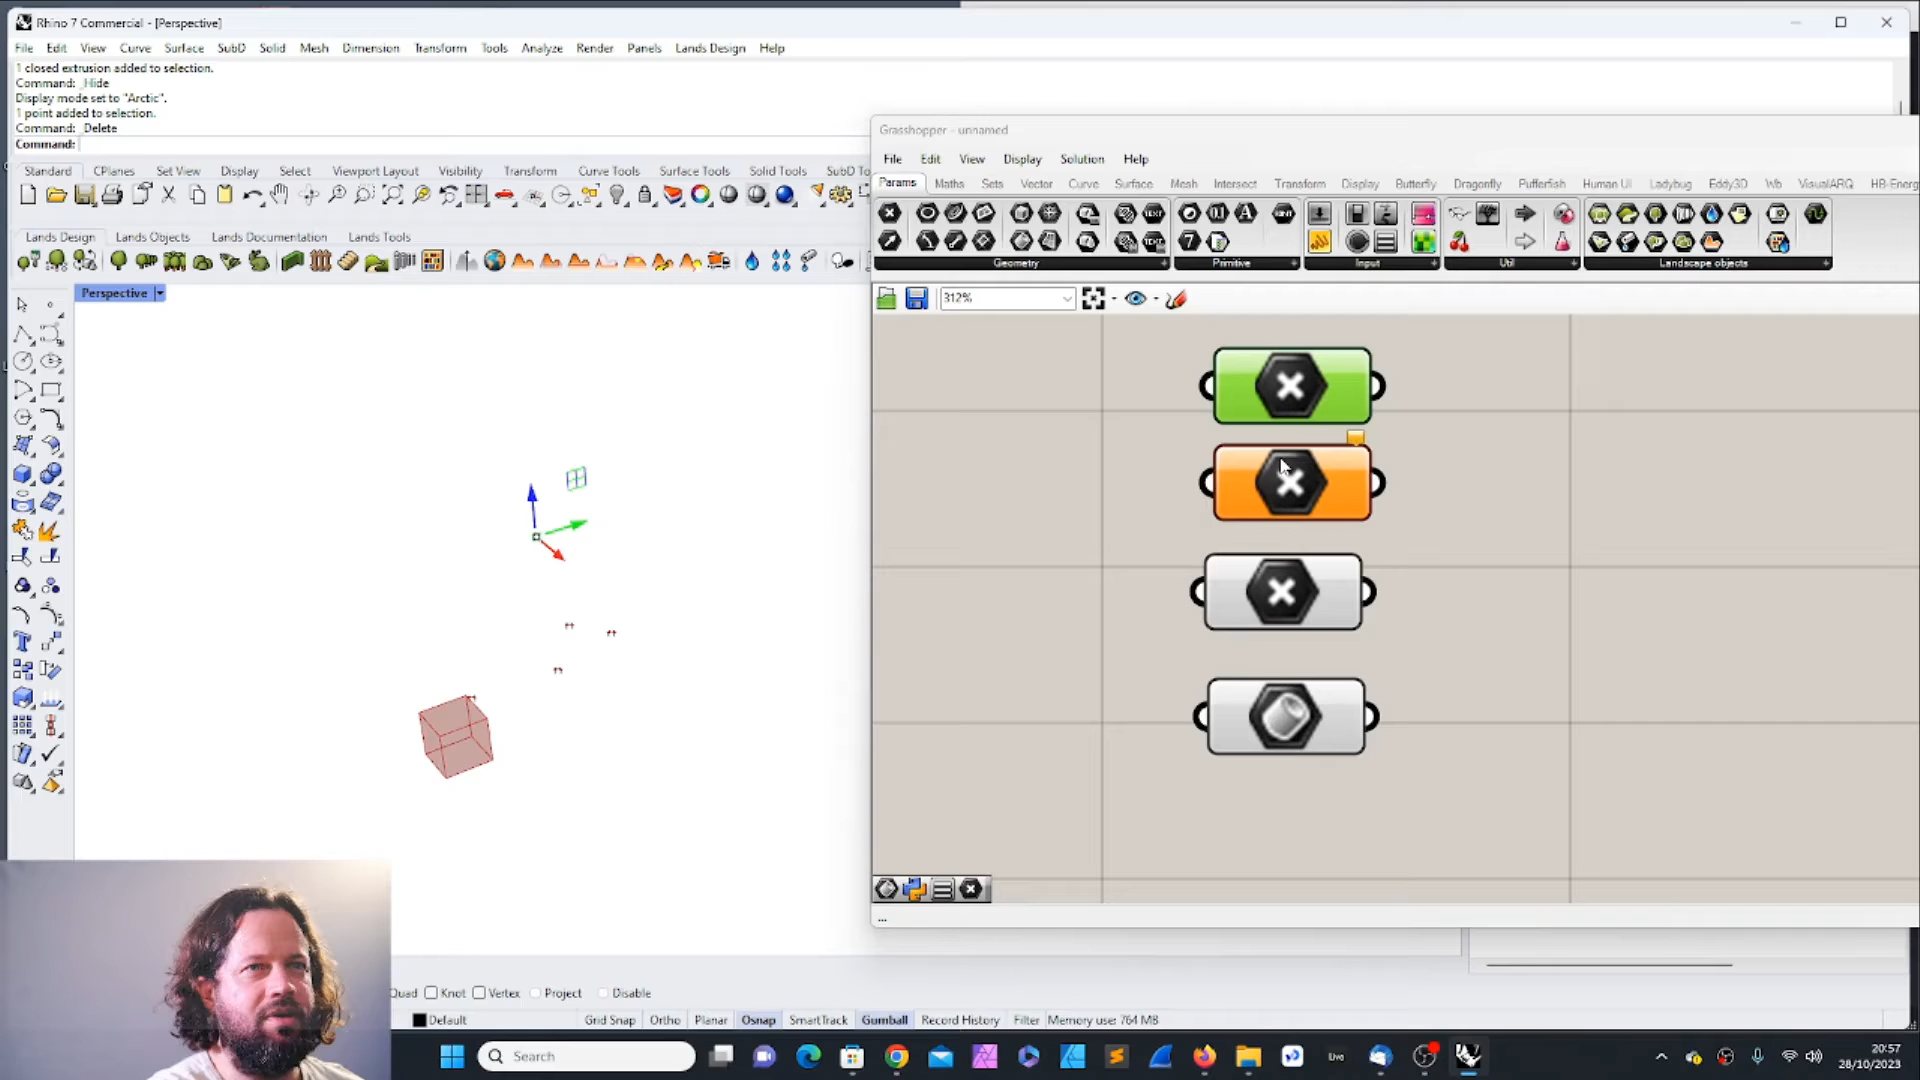 Rhino 7 Commercial - [Perspective]
File Edit View Curve Surface SubD Solid Mesh Dimension Transform Tools Analyze Render Panels Lands Design Help
1 closed extrusion added to selection.
Command: _Hide
Display mode set to "Arctic".
1 point added to selection.
Command: _Delete
Command:
Standard CPlanes Set View Display Select Viewport Layout Visibility Transform Curve Tools Surface Tools Solid Tools SubD To
Lands Design Lands Objects Lands Documentation Lands Tools
Perspective
Grasshopper - unnamed
File Edit View Display Solution Help
Params Maths Sets Vector Curve Surface Mesh Intersect Transform Display Butterfly Dragonfly Pufferfish Human UI Ladybug Eddy3D Wb VisualARQ HB-Energ
Geometry Primitive Input Util Landscape objects
312%
...
Quad Knot Vertex Project Disable
Default Grid Snap Ortho Planar Osnap SmartTrack Gumball Record History Filter Memory use: 764 MB
Search
Live
20:57
28/10/2023